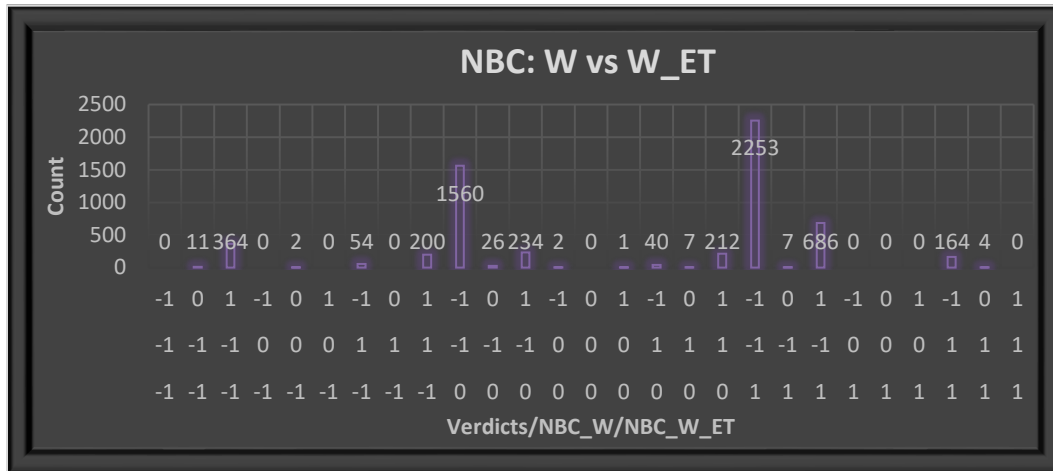 NBC: W vs W_ET
Count
2500
2000
1500
1000
500
0
0 11 364 0 2 0 54 0 200 1560 26 234 2 0 1 40 7 212 2253 7 686 0 0 0 164 4 0
-1 0 1 -1 0 1 -1 0 1 -1 0 1 -1 0 1 -1 0 1 -1 0 1 -1 0 1 -1 0 1
-1 -1 -1 0 0 0 1 1 1 -1 -1 -1 0 0 0 1 1 1 -1 -1 -1 0 0 0 1 1 1
-1 -1 -1 -1 -1 -1 -1 -1 -1 0 0 0 0 0 0 0 0 0 1 1 1 1 1 1 1 1 1
Verdicts/NBC_W/NBC_W_ET